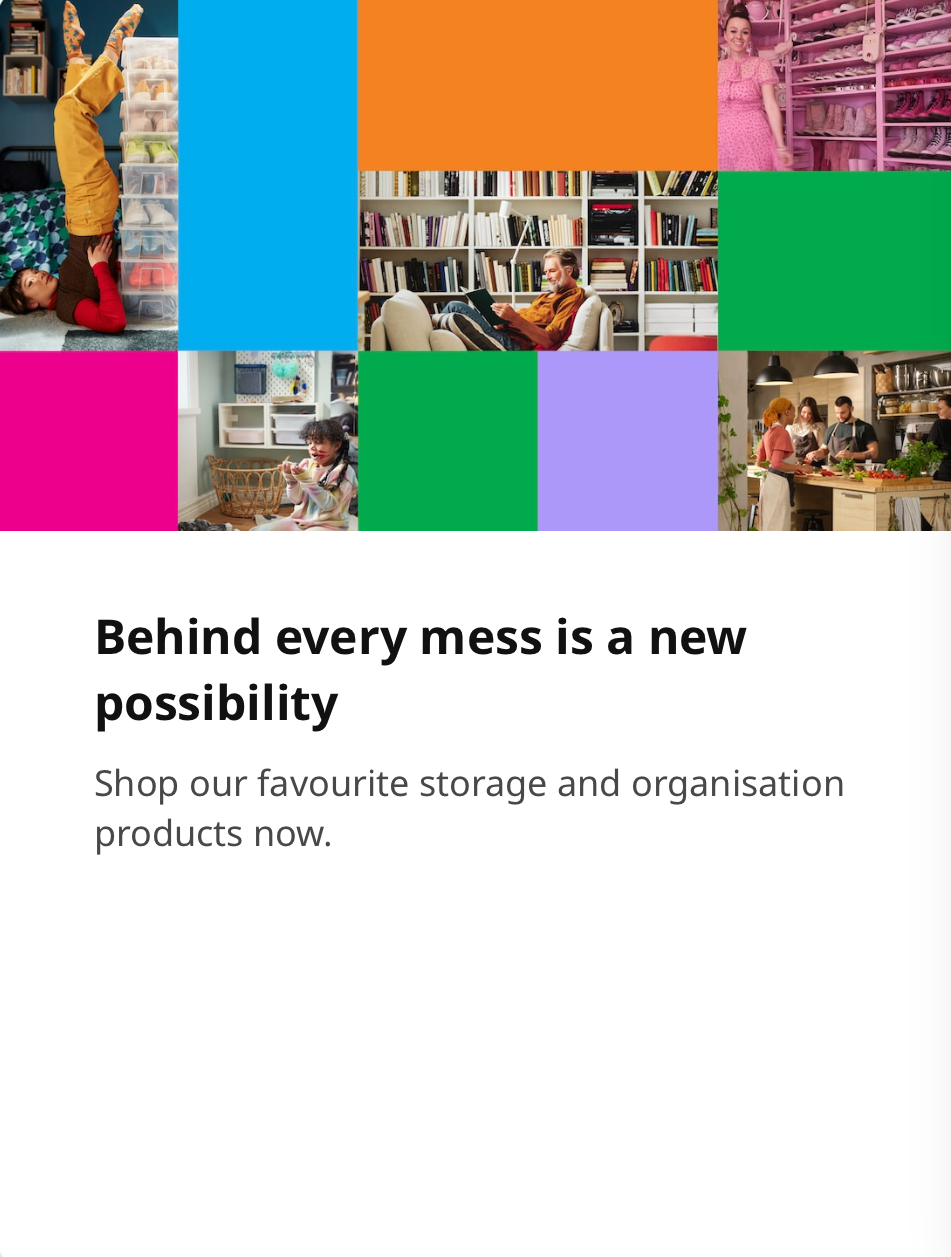 Behind every mess is a new
possibility
Shop our favourite storage and organisation
products now.